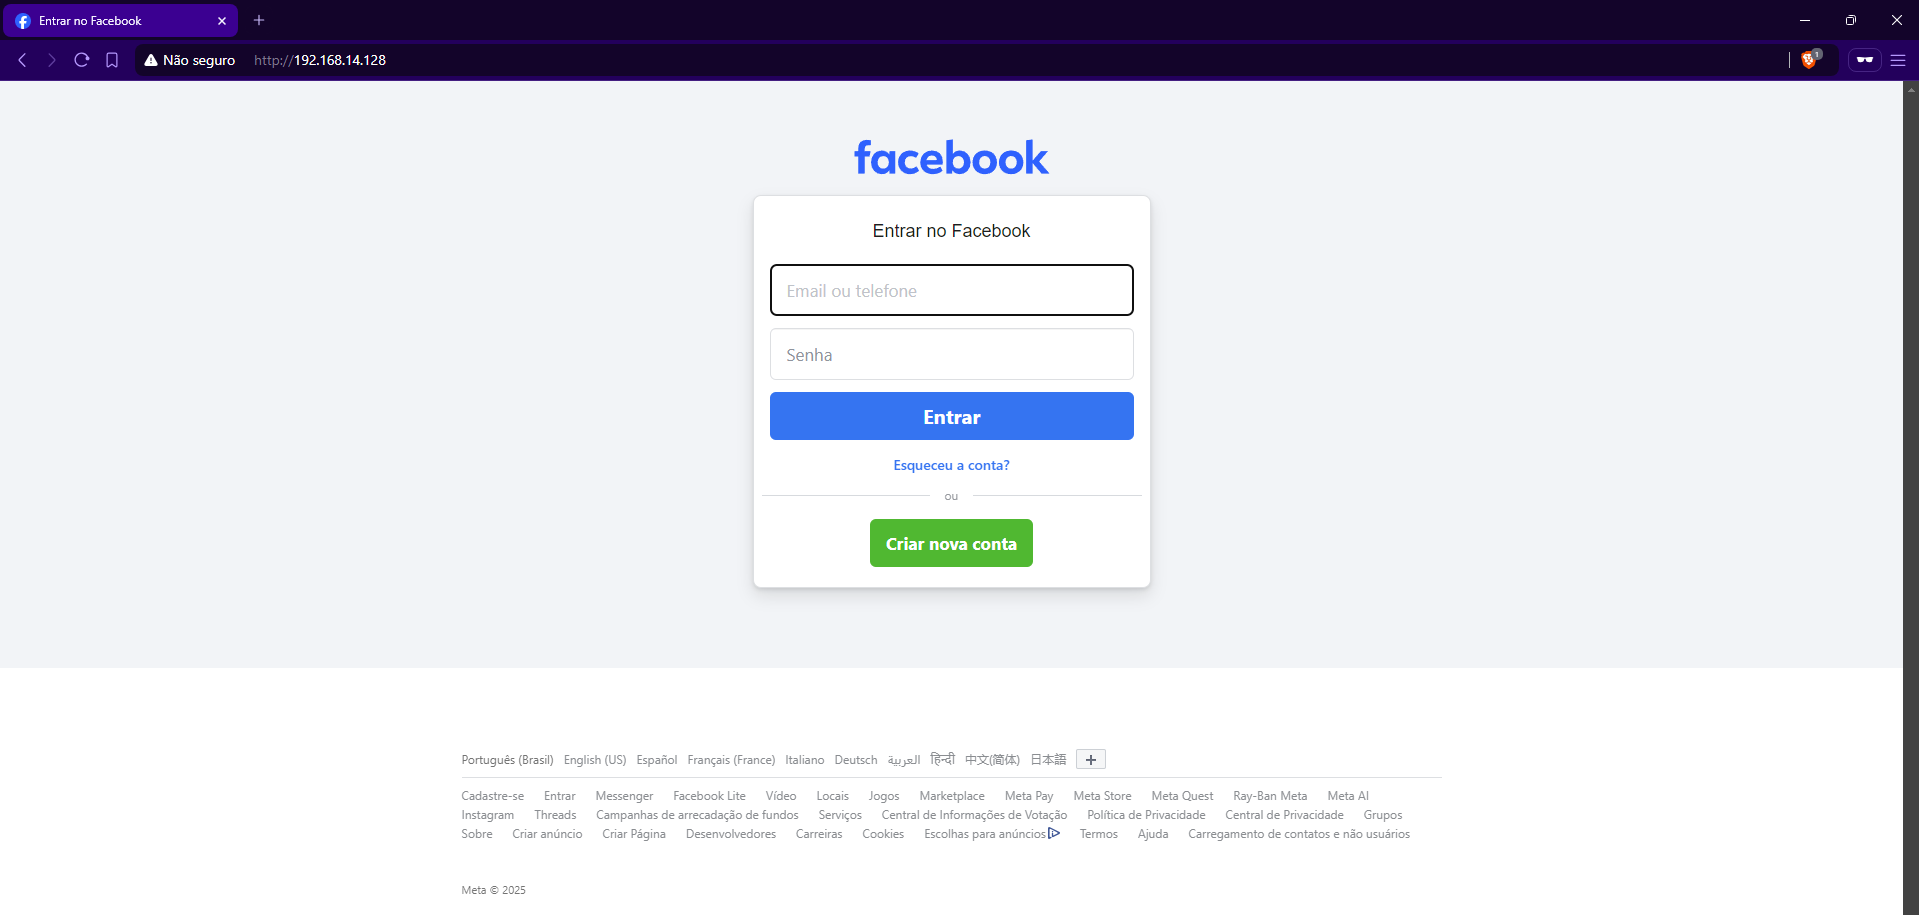 Entrar no Facebook
Não seguro http://192.168.14.128
1
facebook
Entrar no Facebook
Email ou telefone
Senha
Entrar
Esqueceu a conta?
ou
Criar nova conta
Português (Brasil) English (US) Español Français (France) Italiano Deutsch العربية हिन्दी 中文(简体) 日本語
Cadastre-se Entrar Messenger Facebook Lite Vídeo Locais Jogos Marketplace Meta Pay Meta Store Meta Quest Ray-Ban Meta Meta AI
Instagram Threads Campanhas de arrecadação de fundos Serviços Central de Informações de Votação Política de Privacidade Central de Privacidade Grupos
Sobre Criar anúncio Criar Página Desenvolvedores Carreiras Cookies Escolhas para anúncios Termos Ajuda Carregamento de contatos e não usuários
Meta © 2025